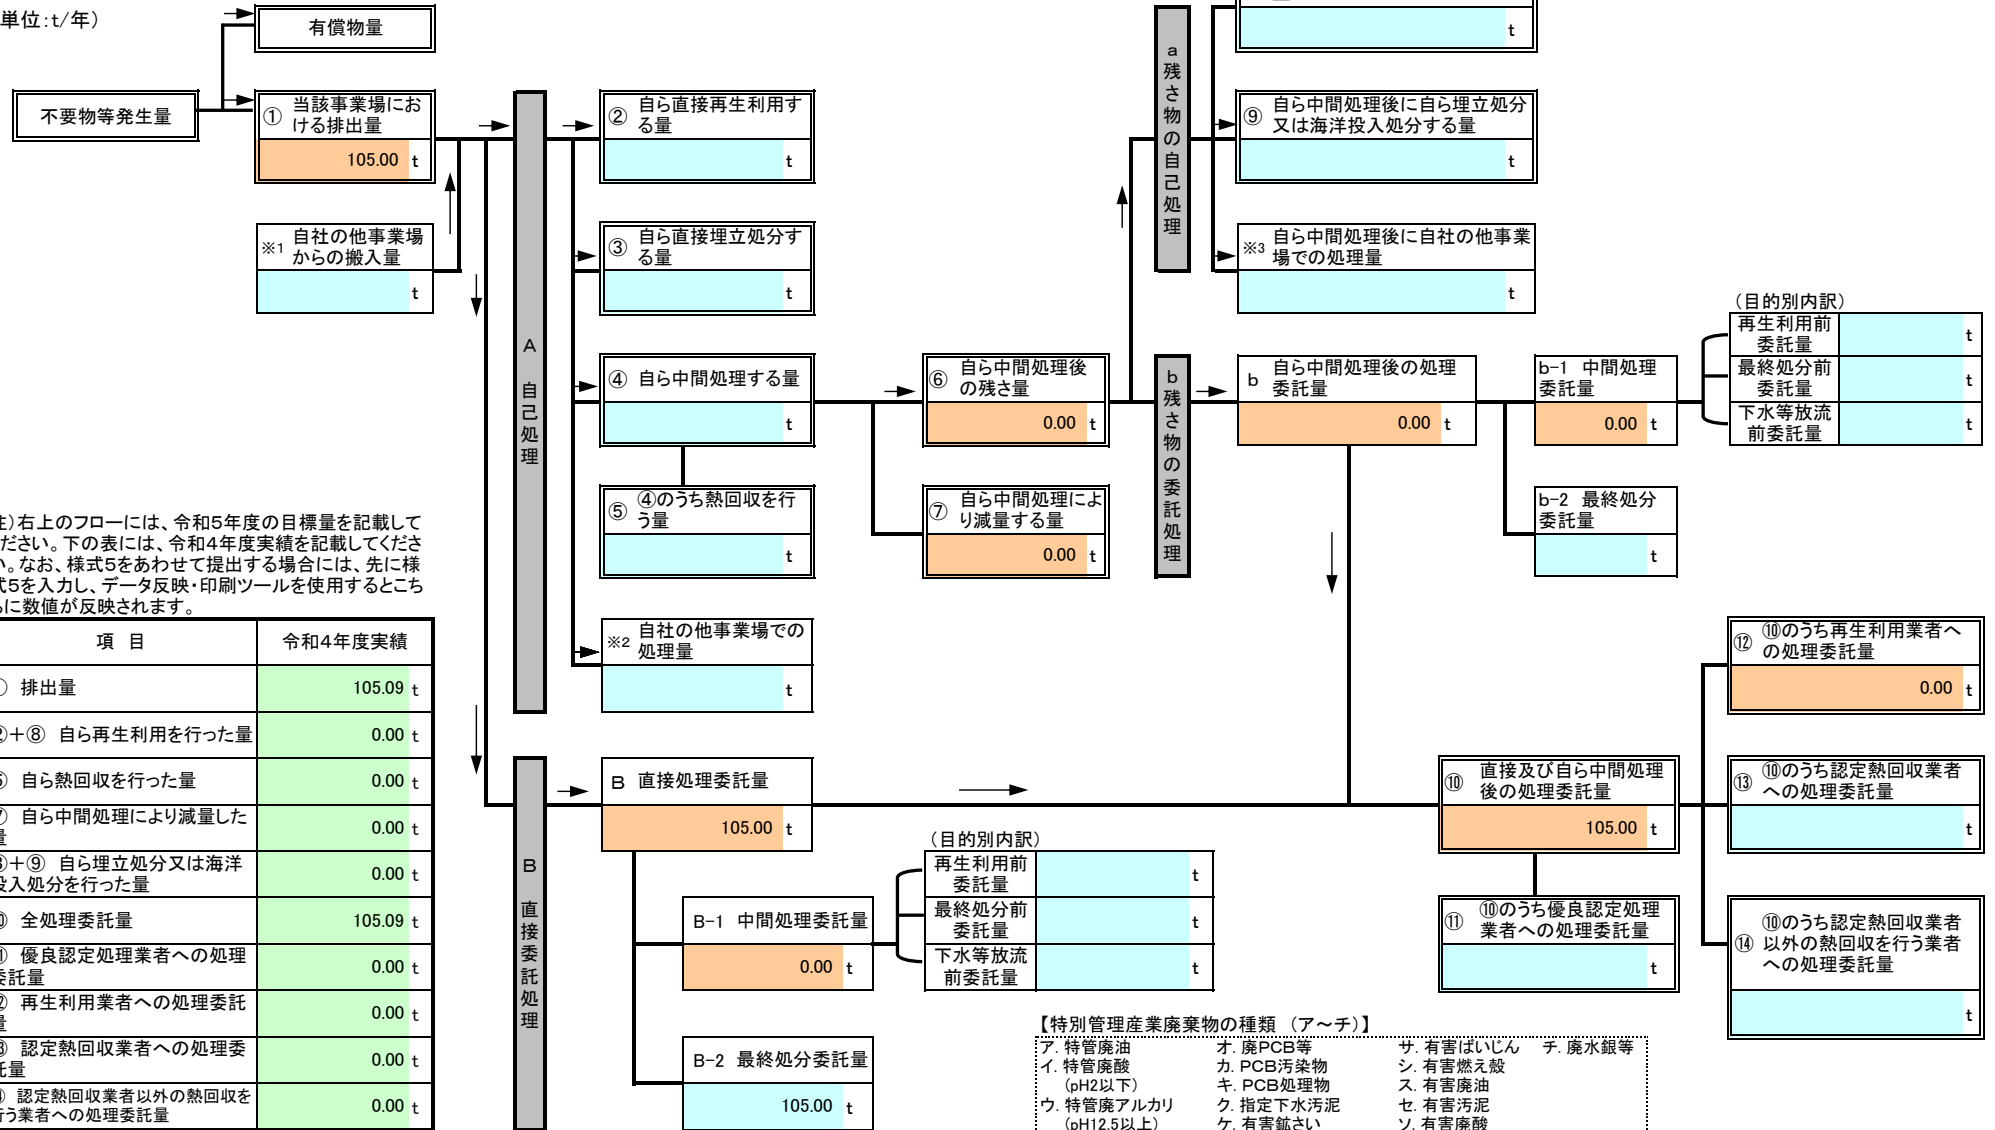 単位:t/年)
有償物量
不要物等発生量
① 当該事業場にお
ける排出量
105.00 t
※1 自社の他事業場
からの搬入量
t
A 自己処理
② 自ら直接再生利用す
る量
t
③ 自ら直接埋立処分す
る量
t
④ 自ら中間処理する量
t
⑤ ④のうち熱回収を行
う量
t
※2 自社の他事業場での
処理量
t
⑥ 自ら中間処理後
の残さ量
0.00 t
⑦ 自ら中間処理によ
り減量する量
0.00 t
a 残さ物の自己処理
t
⑨ 自ら中間処理後に自ら埋立処分
又は海洋投入処分する量
t
※3 自ら中間処理後に自社の他事業
場での処理量
t
b 残さ物の委託処理
b 自ら中間処理後の処理
委託量
0.00 t
b-1 中間処理
委託量
0.00 t
(目的別内訳)
再生利用前
委託量
t
最終処分前
委託量
t
下水等放流
前委託量
t
b-2 最終処分
委託量
t
)右上のフローには、令和5年度の目標量を記載して
ださい。下の表には、令和4年度実績を記載してくださ
。なお、様式5をあわせて提出する場合には、先に様
式5を入力し、データ反映・印刷ツールを使用するとこち
に数値が反映されます。
項 目 令和4年度実績
排出量 105.09 t
+⑧ 自ら再生利用を行った量 0.00 t
自ら熱回収を行った量 0.00 t
自ら中間処理により減量した
量 0.00 t
+⑨ 自ら埋立処分又は海洋
投入処分を行った量 0.00 t
全処理委託量 105.09 t
優良認定処理業者への処理
委託量 0.00 t
再生利用業者への処理委託
量 0.00 t
認定熱回収業者への処理委
託量 0.00 t
認定熱回収業者以外の熱回収を
行う業者への処理委託量 0.00 t
B 直接委託処理
B 直接処理委託量
105.00 t
B-1 中間処理委託量
0.00 t
(目的別内訳)
再生利用前
委託量
t
最終処分前
委託量
t
下水等放流
前委託量
t
B-2 最終処分委託量
105.00 t
⑩ 直接及び自ら中間処理
後の処理委託量
105.00 t
⑪ ⑩のうち優良認定処理
業者への処理委託量
t
⑫ ⑩のうち再生利用業者へ
の処理委託量
0.00 t
⑬ ⑩のうち認定熱回収業者
への処理委託量
t
⑭ ⑩のうち認定熱回収業者
以外の熱回収を行う業者
への処理委託量
t
【特別管理産業廃棄物の種類 (ア~チ)】
ア. 特管廃油 オ. 廃PCB等 サ. 有害ばいじん チ. 廃水銀等
イ. 特管廃酸 カ. PCB汚染物 シ. 有害燃え殻
(pH2以下) キ. PCB処理物 ス. 有害廃油
ウ. 特管廃アルカリ ク. 指定下水汚泥 セ. 有害汚泥
(pH12.5以上) ケ. 有害鉱さい ソ. 有害廃酸